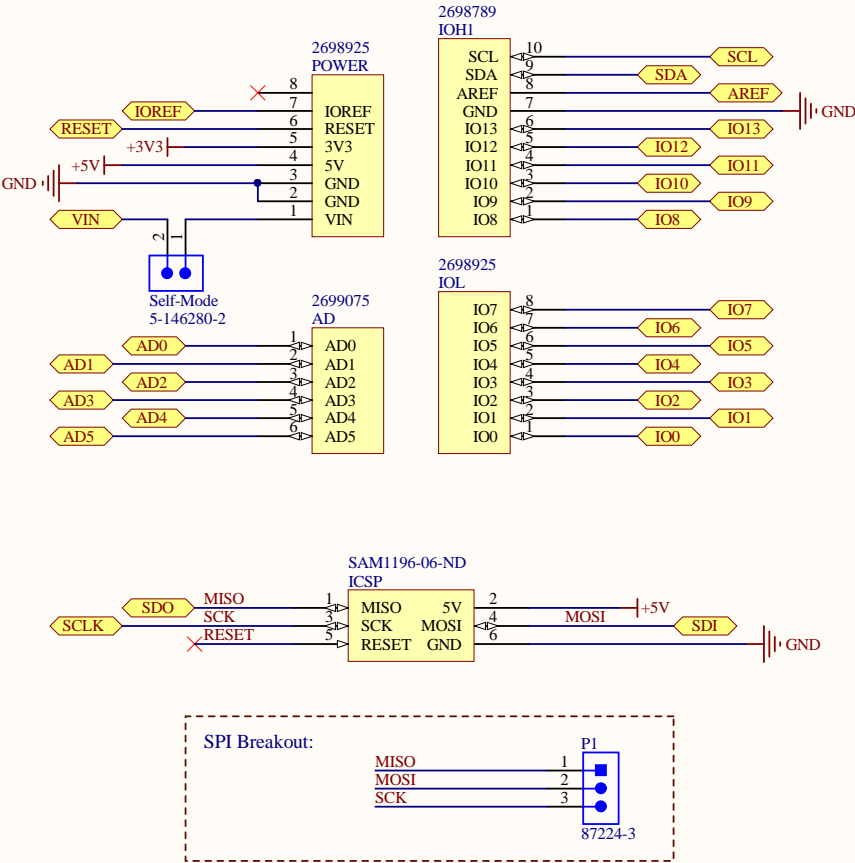 2698925
POWER
8
IOREF 7 IOREF
RESET 6 RESET
+3V3 5 3V3
+5V 4 5V
GND 3 GND
2 GND
VIN 1 VIN
2 1
Self-Mode
5-146280-2
2699075
AD
AD0 1 AD0
AD1 2 AD1
AD2 3 AD2
AD3 4 AD3
AD4 5 AD4
AD5 6 AD5
2698789
IOH1
SCL 10 SCL
SDA 9 SDA
AREF 8 AREF
GND 7 GND
IO13 6 IO13
IO12 5 IO12
IO11 4 IO11
IO10 3 IO10
IO9 2 IO9
IO8 1 IO8
2698925
IOL
IO7 8 IO7
IO6 7 IO6
IO5 6 IO5
IO4 5 IO4
IO3 4 IO3
IO2 3 IO2
IO1 2 IO1
IO0 1 IO0
SAM1196-06-ND
ICSP
SDO MISO 1 MISO 5V 2 +5V
SCLK SCK 3 SCK MOSI 4 MOSI SDI
RESET 5 RESET GND 6 GND
SPI Breakout:
P1
MISO 1
MOSI 2
SCK 3
87224-3